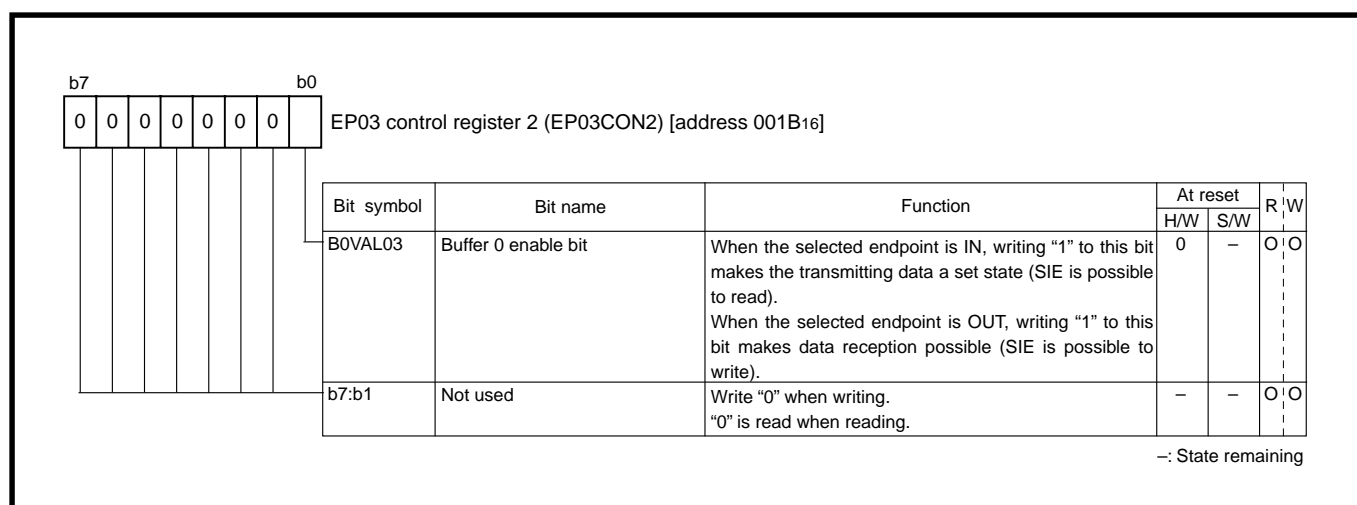 b7 b0
0 0 0 0 0 0 0 EP03 control register 2 (EP03CON2) [address 001B16]
Bit symbol Bit name Function At reset R W
H/W S/W
B0VAL03 Buffer 0 enable bit When the selected endpoint is IN, writing “1” to this bit 0 – O O
makes the transmitting data a set state (SIE is possible
to read).
When the selected endpoint is OUT, writing “1” to this
bit makes data reception possible (SIE is possible to
write).
b7:b1 Not used Write “0” when writing. – – O O
“0” is read when reading.
–: State remaining